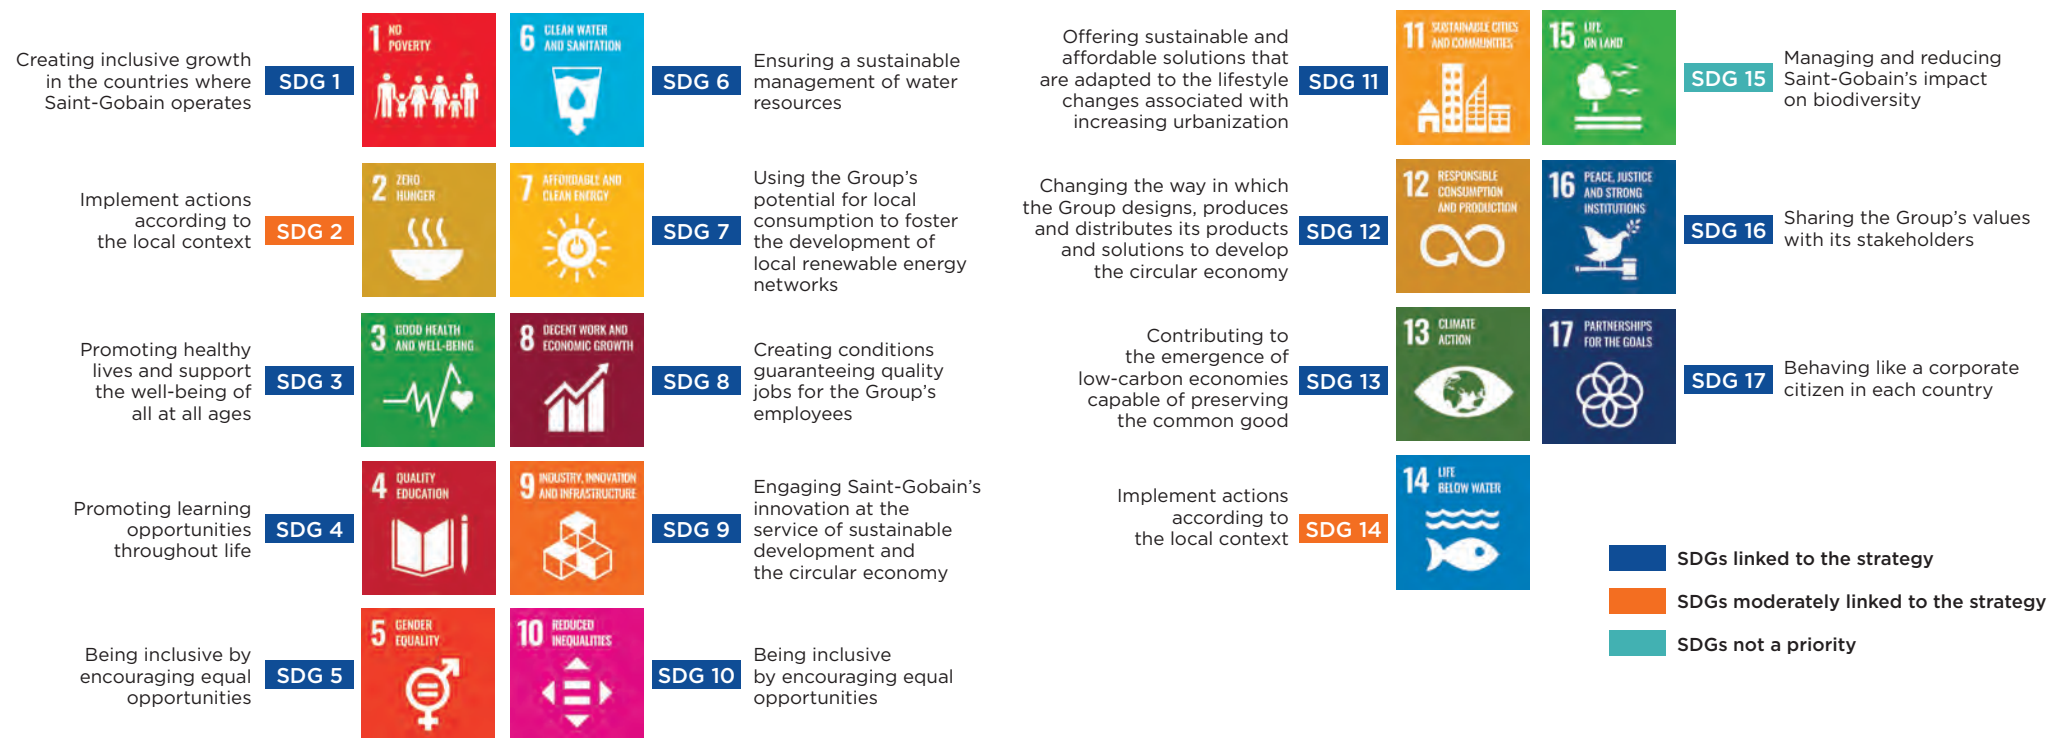 Creating inclusive growth
in the countries where
Saint-Gobain operates
SDG 1
1 NO
POVERTY
6 CLEAN WATER
AND SANITATION
SDG 6
Ensuring a sustainable
management of water
resources
Implement actions
according to
the local context
SDG 2
2 ZERO
HUNGER
7 AFFORDABLE AND
CLEAN ENERGY
SDG 7
Using the Group's
potential for local
consumption to foster
the development of
local renewable energy
networks
Promoting healthy
lives and support
the well-being of
all at all ages
SDG 3
3 GOOD HEALTH
AND WELL-BEING
8 DECENT WORK AND
ECONOMIC GROWTH
SDG 8
Creating conditions
guaranteeing quality
jobs for the Group's
employees
Promoting learning
opportunities
throughout life
SDG 4
4 QUALITY
EDUCATION
9 INDUSTRY, INNOVATION
AND INFRASTRUCTURE
SDG 9
Engaging Saint-Gobain's
innovation at the
service of sustainable
development and
the circular economy
Being inclusive by
encouraging equal
opportunities
SDG 5
5 GENDER
EQUALITY
10 REDUCED
INEQUALITIES
SDG 10
Being inclusive
by encouraging equal
opportunities
Offering sustainable and
affordable solutions that
are adapted to the lifestyle
changes associated with
increasing urbanization
SDG 11
11 SUSTAINABLE CITIES
AND COMMUNITIES
15 LIFE
ON LAND
SDG 15
Managing and reducing
Saint-Gobain's impact
on biodiversity
Changing the way in which
the Group designs, produces
and distributes its products
and solutions to develop
the circular economy
SDG 12
12 RESPONSIBLE
CONSUMPTION
AND PRODUCTION
16 PEACE, JUSTICE
AND STRONG
INSTITUTIONS
SDG 16
Sharing the Group's values
with its stakeholders
Contributing to
the emergence of
low-carbon economies
capable of preserving
the common good
SDG 13
13 CLIMATE
ACTION
17 PARTNERSHIPS
FOR THE GOALS
SDG 17
Behaving like a corporate
citizen in each country
Implement actions
according to
the local context
SDG 14
14 LIFE
BELOW WATER
SDGs linked to the strategy
SDGs moderately linked to the strategy
SDGs not a priority